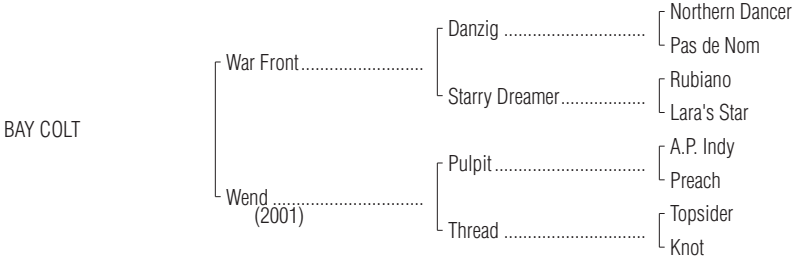 Northern Dancer
Danzig ..............................
Pas de Nom
War Front..........................
Rubiano
Starry Dreamer..................
Lara's Star
BAY COLT
A.P. Indy
Pulpit................................
Preach
Wend ................................
(2001)
Topsider
Thread ..............................
Knot